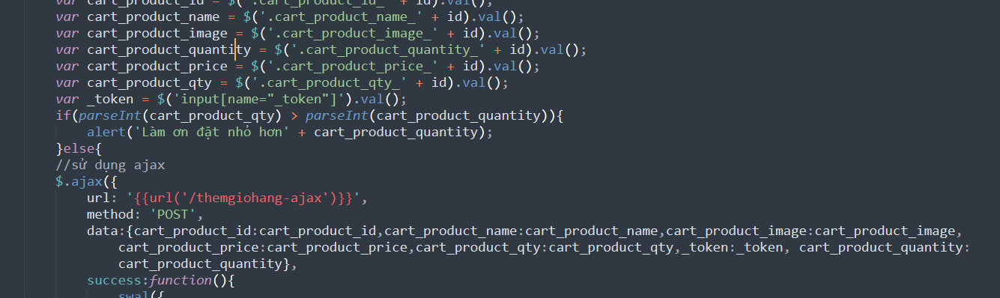 var cart_product_id = $('.cart_product_id_' + id).val();
var cart_product_name = $('.cart_product_name_' + id).val();
var cart_product_image = $('.cart_product_image_' + id).val();
var cart_product_quantity = $('.cart_product_quantity_' + id).val();
var cart_product_price = $('.cart_product_price_' + id).val();
var cart_product_qty = $('.cart_product_qty_' + id).val();
var _token = $('input[name="_token"]').val();
if(parseInt(cart_product_qty) > parseInt(cart_product_quantity)){
alert('Làm ơn đặt nhỏ hơn' + cart_product_quantity);
}else{
//sử dụng ajax
$.ajax({
url: '{{url('/themgiohang-ajax')}}',
method: 'POST',
data:{cart_product_id:cart_product_id,cart_product_name:cart_product_name,cart_product_image:cart_product_image,
cart_product_price:cart_product_price,cart_product_qty:cart_product_qty,_token:_token, cart_product_quantity:
cart_product_quantity},
success:function(){
swal({